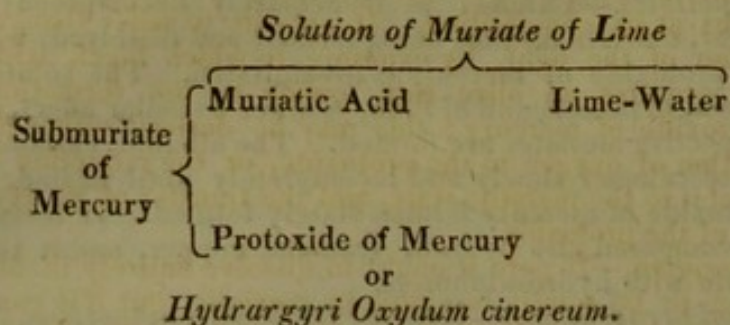 Solution of Muriate of Lime
Muriatic Acid Lime-Water
Submuriate
of
Mercury
Protoxide of Mercury
or
Hydrargyri Oxydum cinereum.